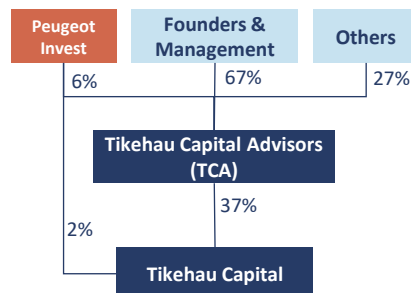 Peugeot
Invest
Founders &
Management
Others
6%
67%
27%
Tikehau Capital Advisors
(TCA)
37%
2%
Tikehau Capital